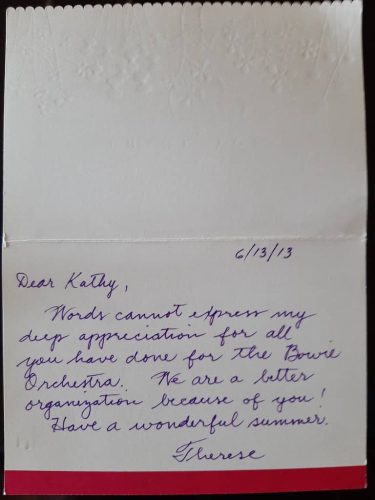 6/13/13
Dear Kathy,
Words cannot express my
deep appreciation for all
you have done for the Bowie
Orchestra. We are a better
organization because of you!
Have a wonderful summer.
Therese